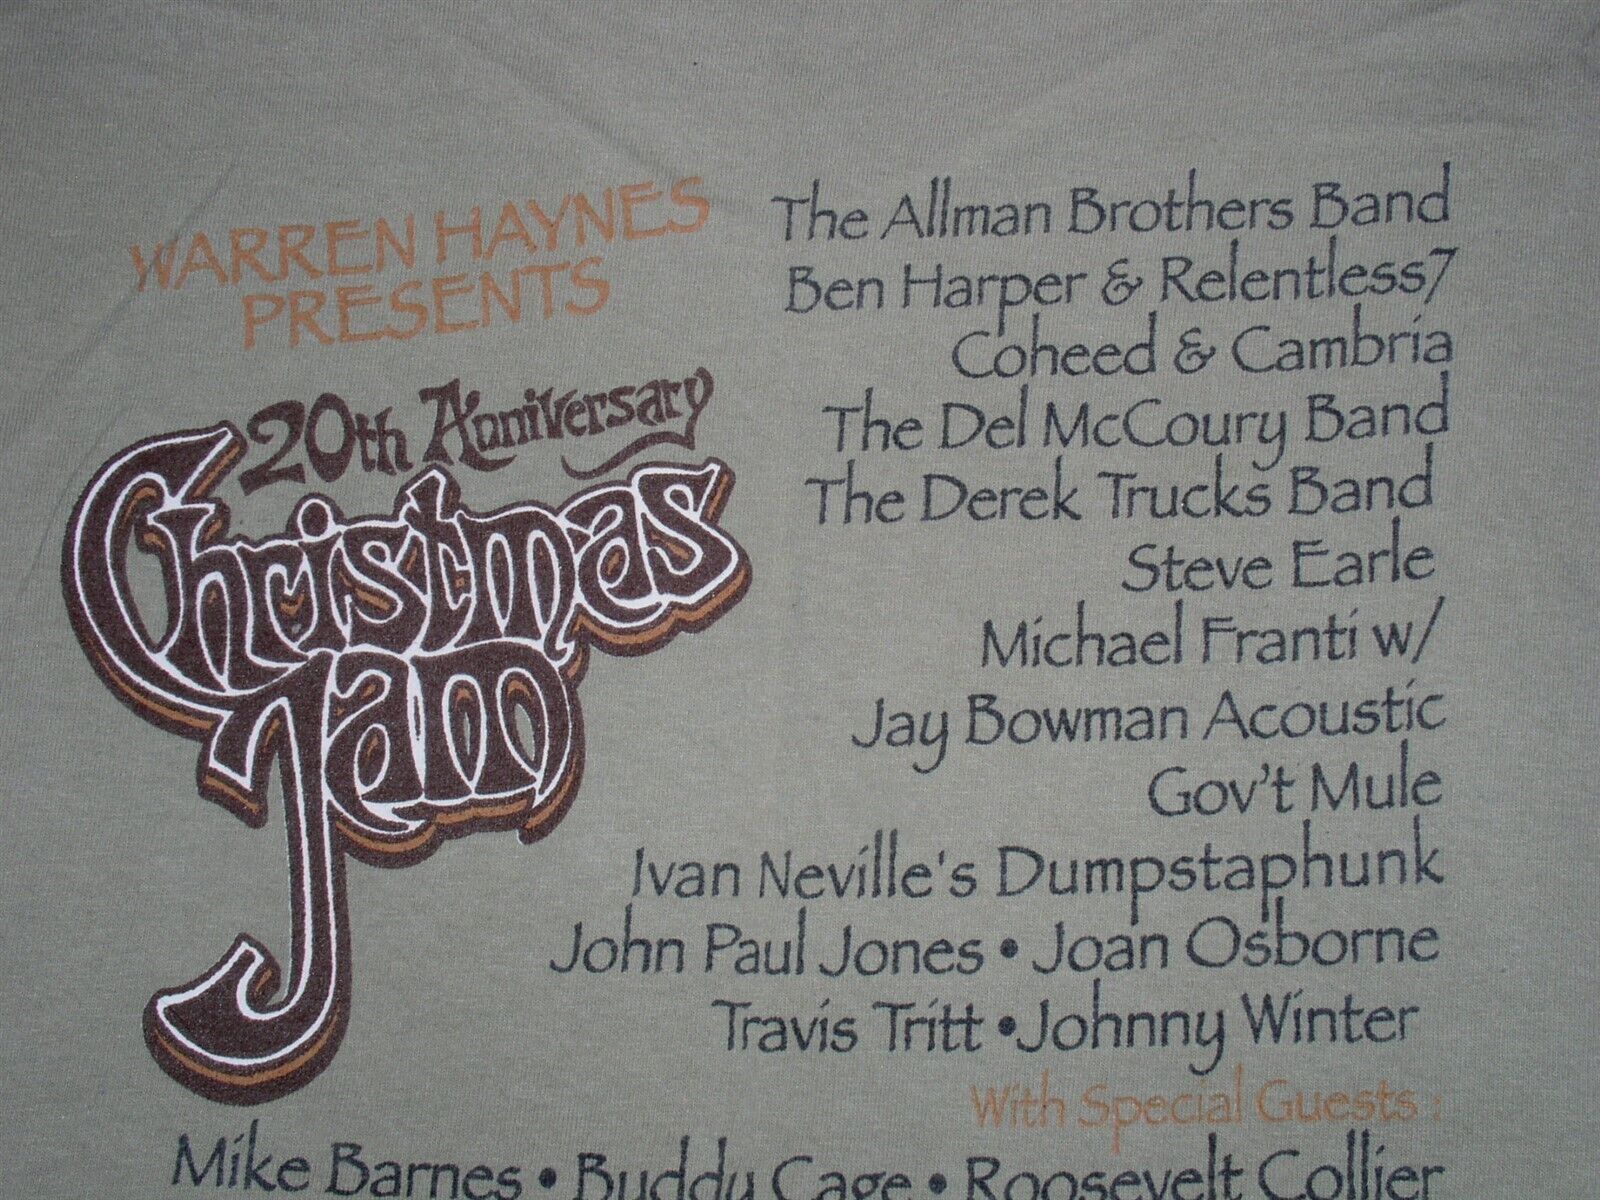 WARREN HAYNES
PRESENTS
20th Anniversary
Christmas
Jam
The Allman Brothers Band
Ben Harper & Relentless7
Coheed & Cambria
The Del McCoury Band
The Derek Trucks Band
Steve Earle
Michael Franti w/
Jay Bowman Acoustic
Gov't Mule
Ivan Neville's Dumpstaphunk
John Paul Jones • Joan Osborne
Travis Tritt • Johnny Winter
With Special Guests :
Mike Barnes • Buddy Cage • Roosevelt Collier